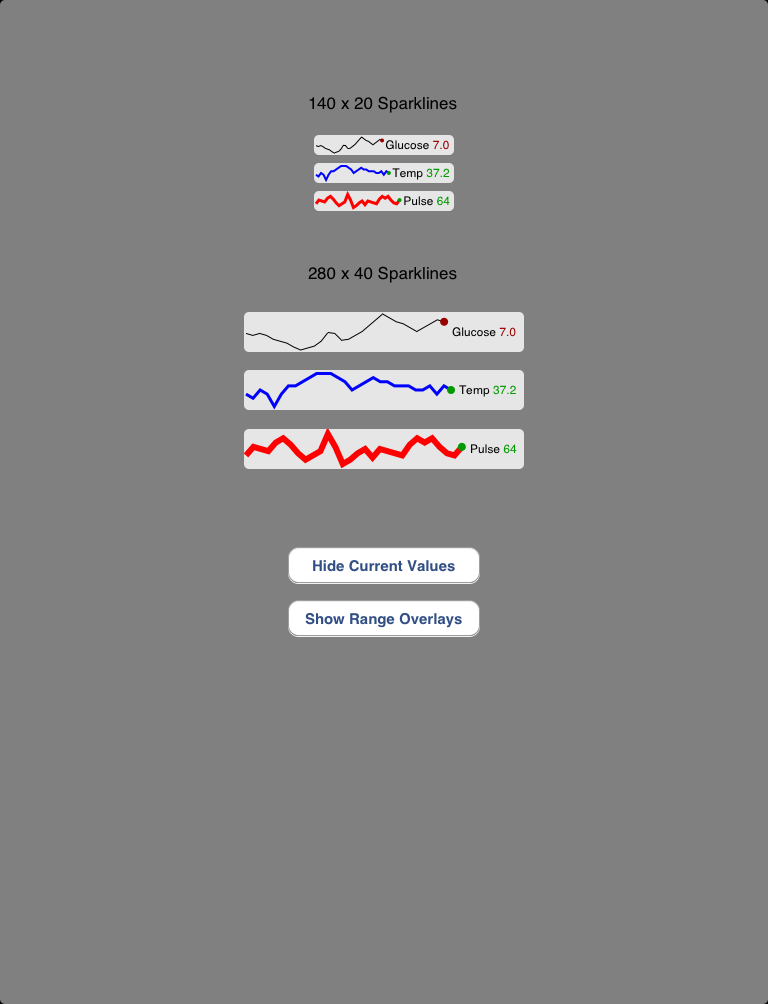 140 x 20 Sparklines
Glucose 7.0
Temp 37.2
Pulse 64
280 x 40 Sparklines
Glucose 7.0
Temp 37.2
Pulse 64
Hide Current Values
Show Range Overlays